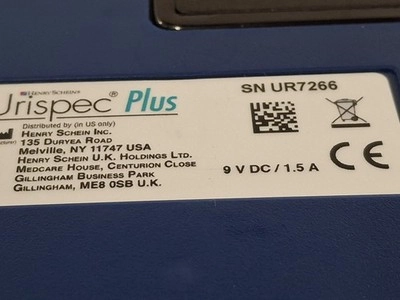 Henry Schein®
Urispec® Plus
Distributed by (in US only)
Henry Schein Inc.
135 Duryea Road
Melville, NY 11747 USA
Henry Schein U.K. Holdings Ltd.
Medcare House, Centurion Close
Gillingham Business Park
Gillingham, ME8 0SB U.K.
SN UR7266
9 V DC / 1.5 A
CE